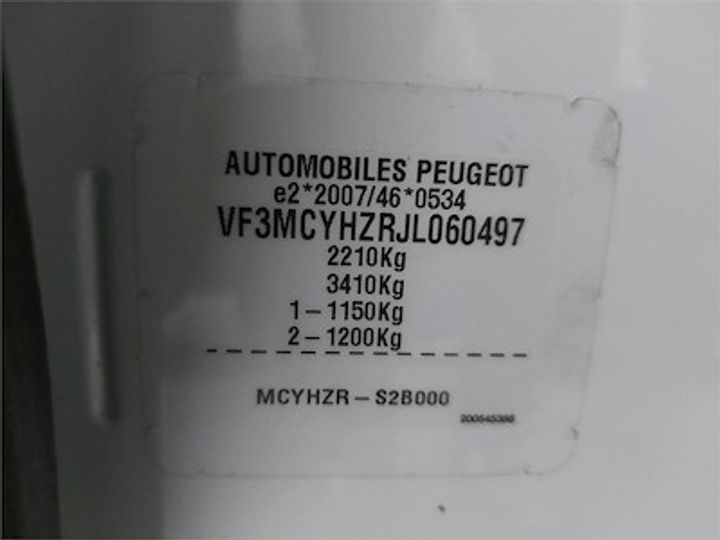 AUTOMOBILES PEUGEOT
e2*2007/46*0534
VF3MCYHZRJL060497
2210Kg
3410Kg
1-1150Kg
2-1200Kg
MCYHZR-S2B000